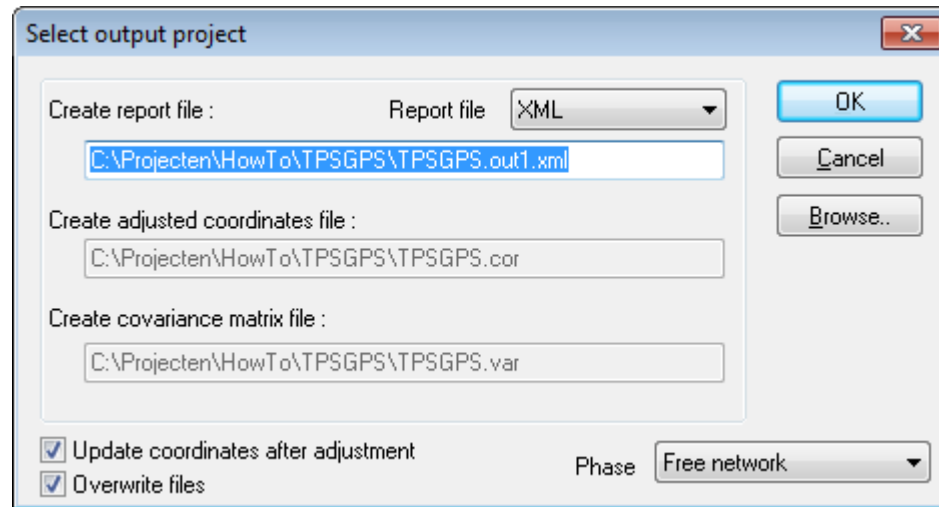 Select output project
Create report file :
Report file
XML
OK
C:\Projecten\HowTo\TPSGPS\TPSGPS.out1.xml
Cancel
Create adjusted coordinates file :
Browse..
C:\Projecten\HowTo\TPSGPS\TPSGPS.cor
Create covariance matrix file :
C:\Projecten\HowTo\TPSGPS\TPSGPS.var
Update coordinates after adjustment
Phase
Free network
Overwrite files